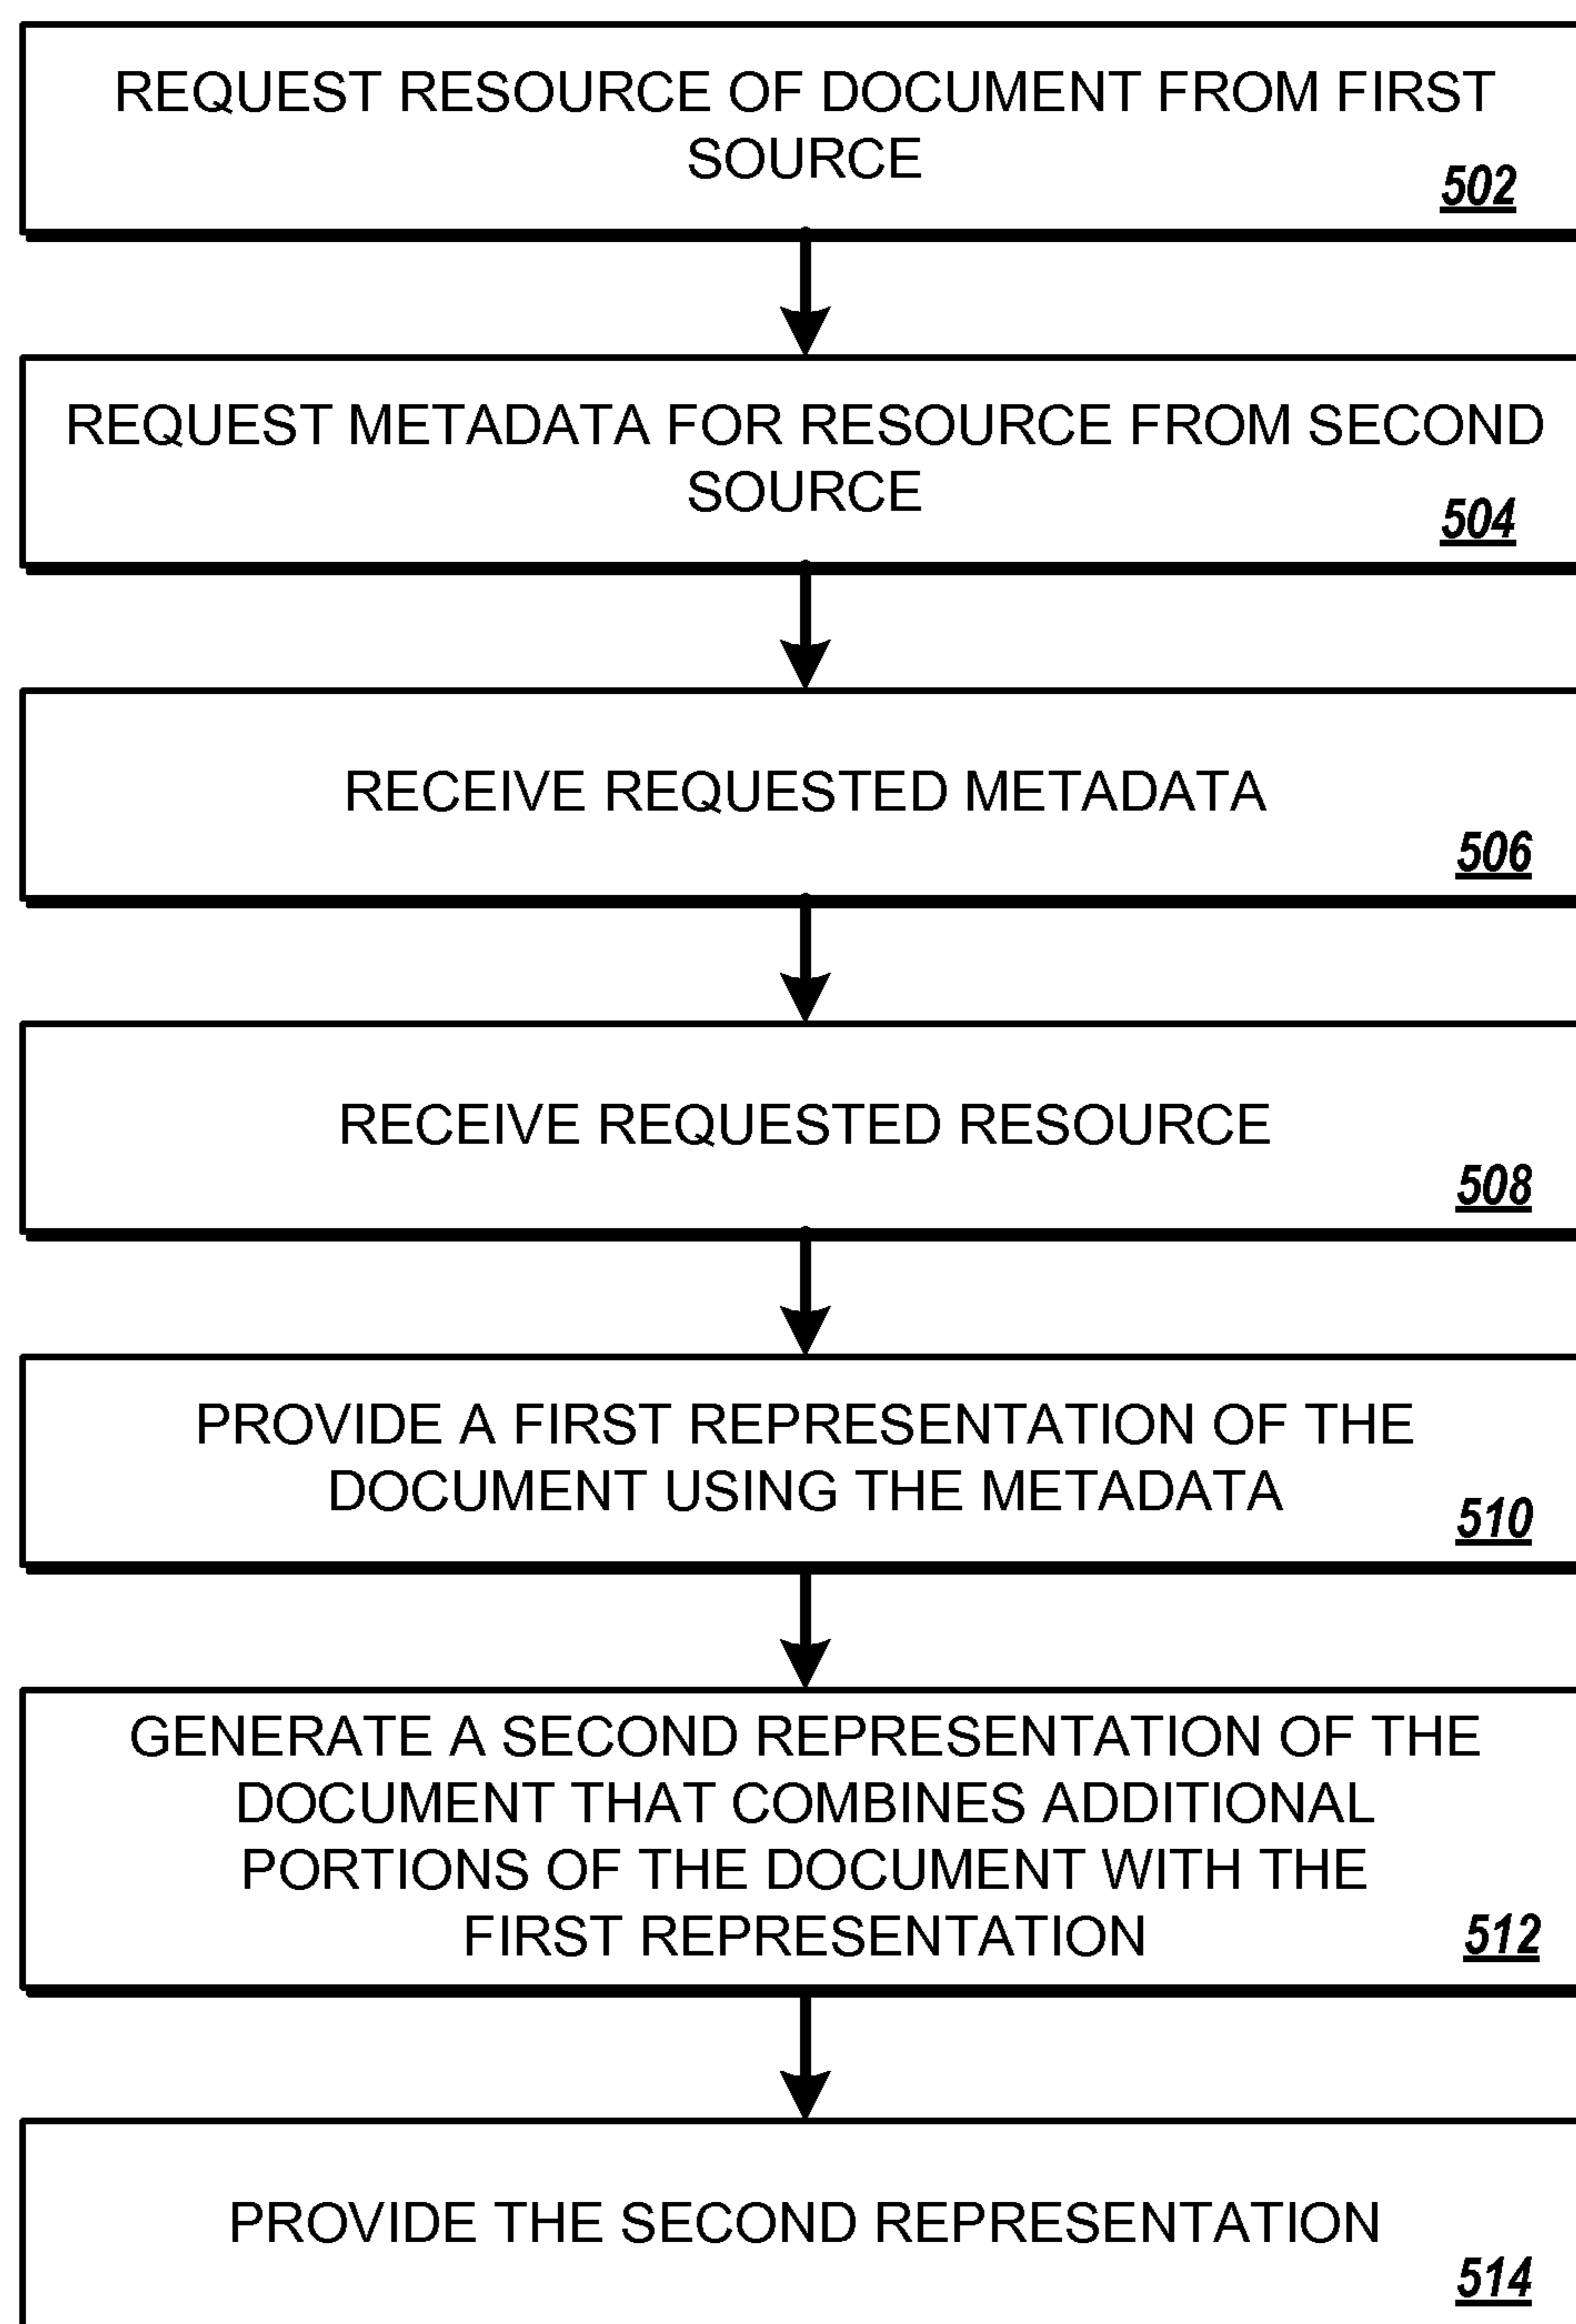 REQUEST RESOURCE OF DOCUMENT FROM FIRST
SOURCE
502
REQUEST METADATA FOR RESOURCE FROM SECOND
SOURCE
504
RECEIVE REQUESTED METADATA
506
RECEIVE REQUESTED RESOURCE
508
PROVIDE A FIRST REPRESENTATION OF THE
DOCUMENT USING THE METADATA
510
GENERATE A SECOND REPRESENTATION OF THE
DOCUMENT THAT COMBINES ADDITIONAL
PORTIONS OF THE DOCUMENT WITH THE
FIRST REPRESENTATION
512
PROVIDE THE SECOND REPRESENTATION
514